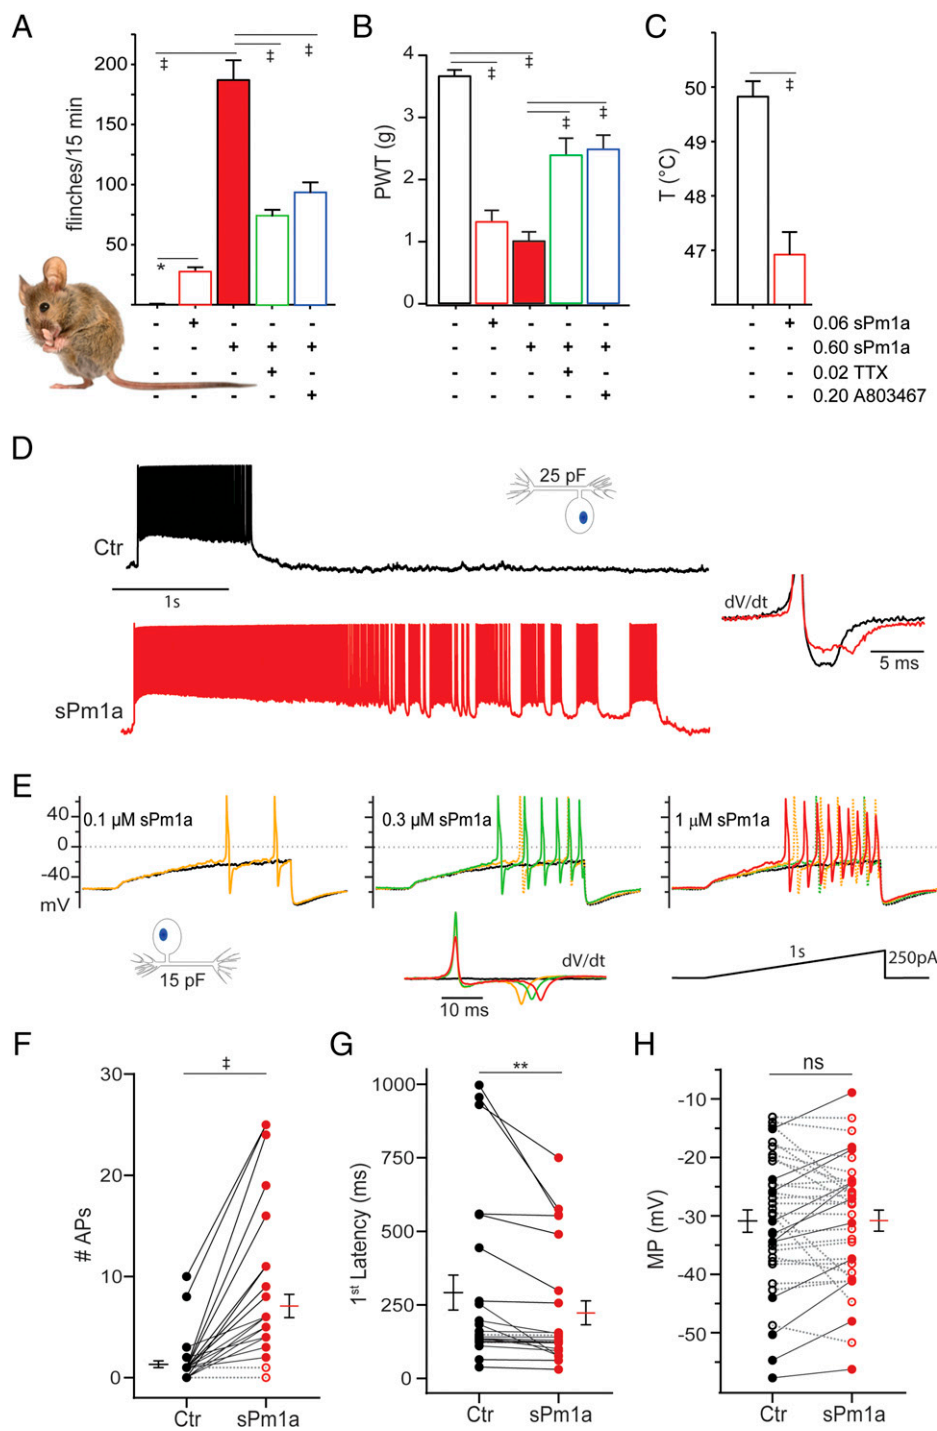 A
B
C
flinches/15 min
200
150
100
75
50
25
‡
‡
‡
*
PWT (g)
4
3
2
1
0
‡
‡
‡
‡
T (°C)
50
49
48
47
‡
- + - - -
- + - - -
- + 0.06 sPm1a
- - + + +
- - + + +
- - 0.60 sPm1a
- - - + -
- - - + -
0.02 TTX
- - - - +
- - - - +
- - 0.20 A803467
D
Ctr
1s
25 pF
dV/dt
5 ms
sPm1a
E
40
0
-40
mV
0.1 µM sPm1a
0.3 µM sPm1a
1 µM sPm1a
15 pF
dV/dt
10 ms
1s
250pA
F
# APs
30
20
10
0
‡
Ctr
sPm1a
G
1st Latency (ms)
1000
750
500
250
0
**
Ctr
sPm1a
H
MP (mV)
-10
-20
-30
-40
-50
ns
Ctr
sPm1a